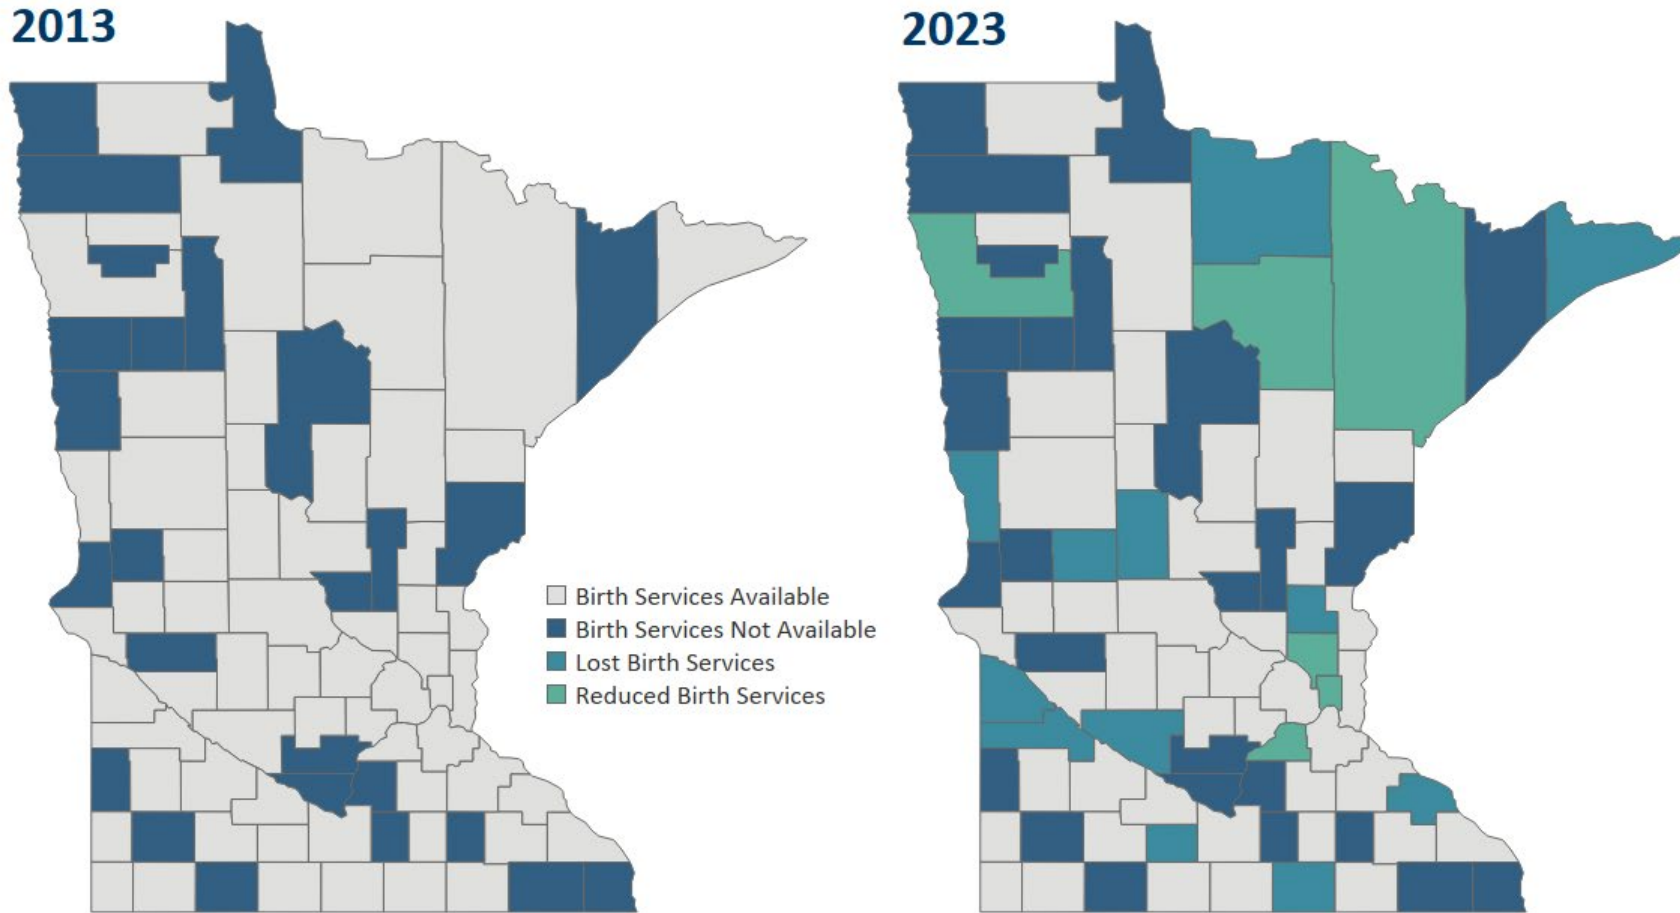 2013
2023
Birth Services Available
Birth Services Not Available
Lost Birth Services
Reduced Birth Services